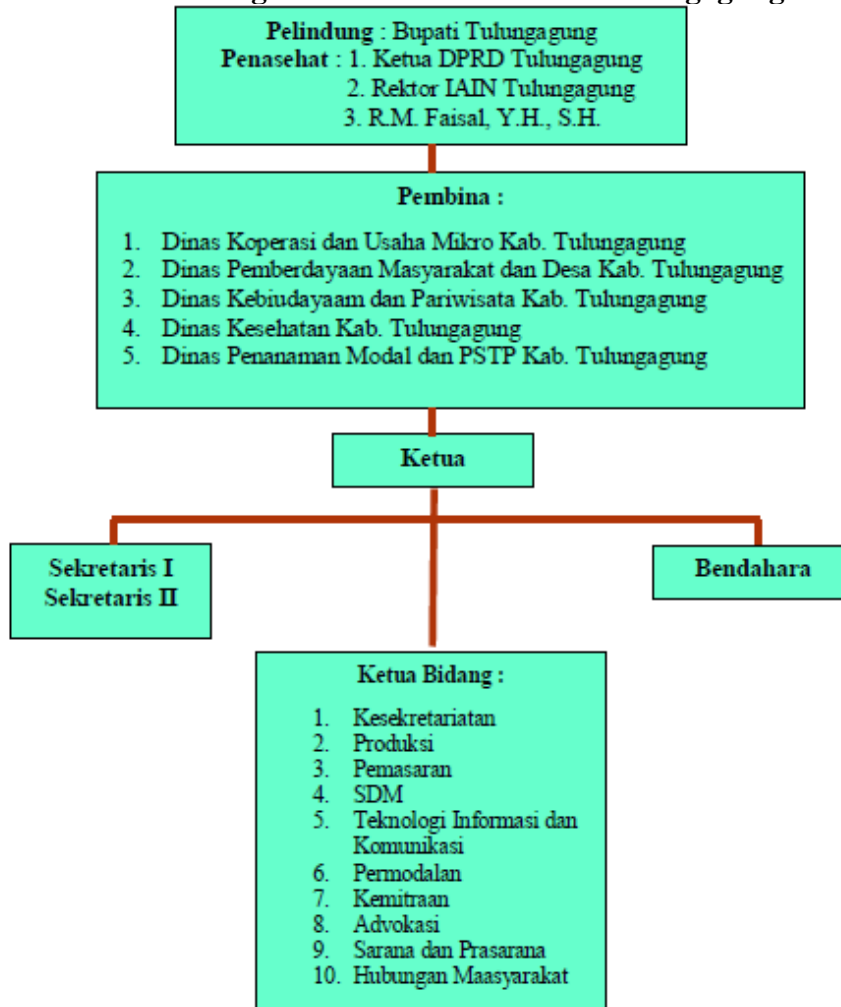 Pelindung : Bupati Tulungagung
Penasehat : 1. Ketua DPRD Tulungagung
2. Rektor IAIN Tulungagung
3. R.M. Faisal, Y.H., S.H.
Pembina :
1. Dinas Koperasi dan Usaha Mikro Kab. Tulungagung
2. Dinas Pemberdayaan Masyarakat dan Desa Kab. Tulungagung
3. Dinas Kebiudayaam dan Pariwisata Kab. Tulungagung
4. Dinas Kesehatan Kab. Tulungagung
5. Dinas Penanaman Modal dan PSTP Kab. Tulungagung
Ketua
Sekretaris I
Sekretaris II
Bendahara
Ketua Bidang :
1. Kesekretariatan
2. Produksi
3. Pemasaran
4. SDM
5. Teknologi Informasi dan
Komunikasi
6. Permodalan
7. Kemitraan
8. Advokasi
9. Sarana dan Prasarana
10. Hubungan Maasyarakat